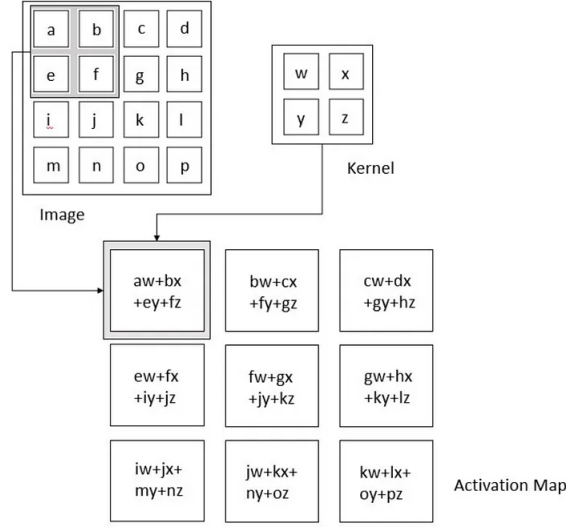 a b c d
e f g h
i j k l
m n o p
Image
w x
y z
Kernel
aw+bx
+ey+fz
bw+cx
+fy+gz
cw+dx
+gy+hz
ew+fx
+iy+jz
fw+gx
+jy+kz
gw+hx
+ky+lz
iw+jx+
my+nz
jw+kx+
ny+oz
kw+lx+
oy+pz
Activation Map